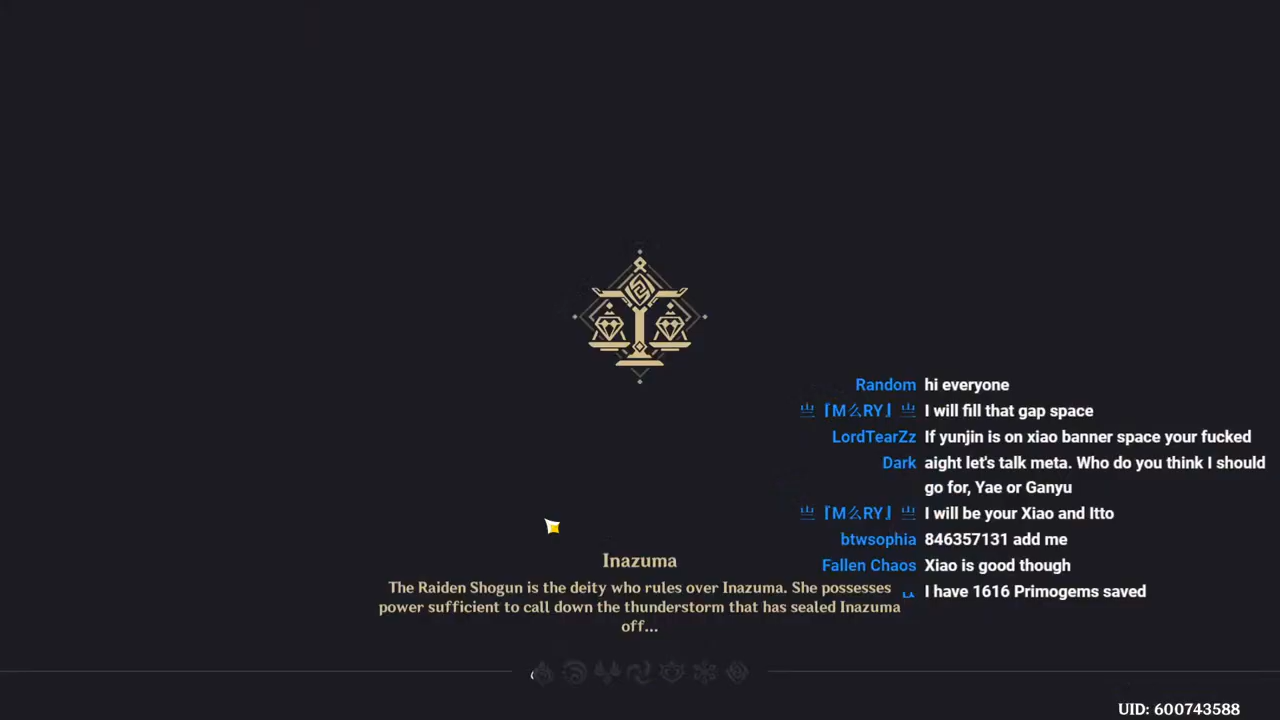 Random hi everyone
亗『M么RY』亗 I will fill that gap space
LordTearZz If yunjin is on xiao banner space your fucked
Dark aight let's talk meta. Who do you think I should
go for, Yae or Ganyu
亗『M么RY』亗 I will be your Xiao and Itto
btwsophia 846357131 add me
Fallen Chaos Xiao is good though
I have 1616 Primogems saved
Inazuma
The Raiden Shogun is the deity who rules over Inazuma. She possesses
power sufficient to call down the thunderstorm that has sealed Inazuma
off...
UID: 600743588